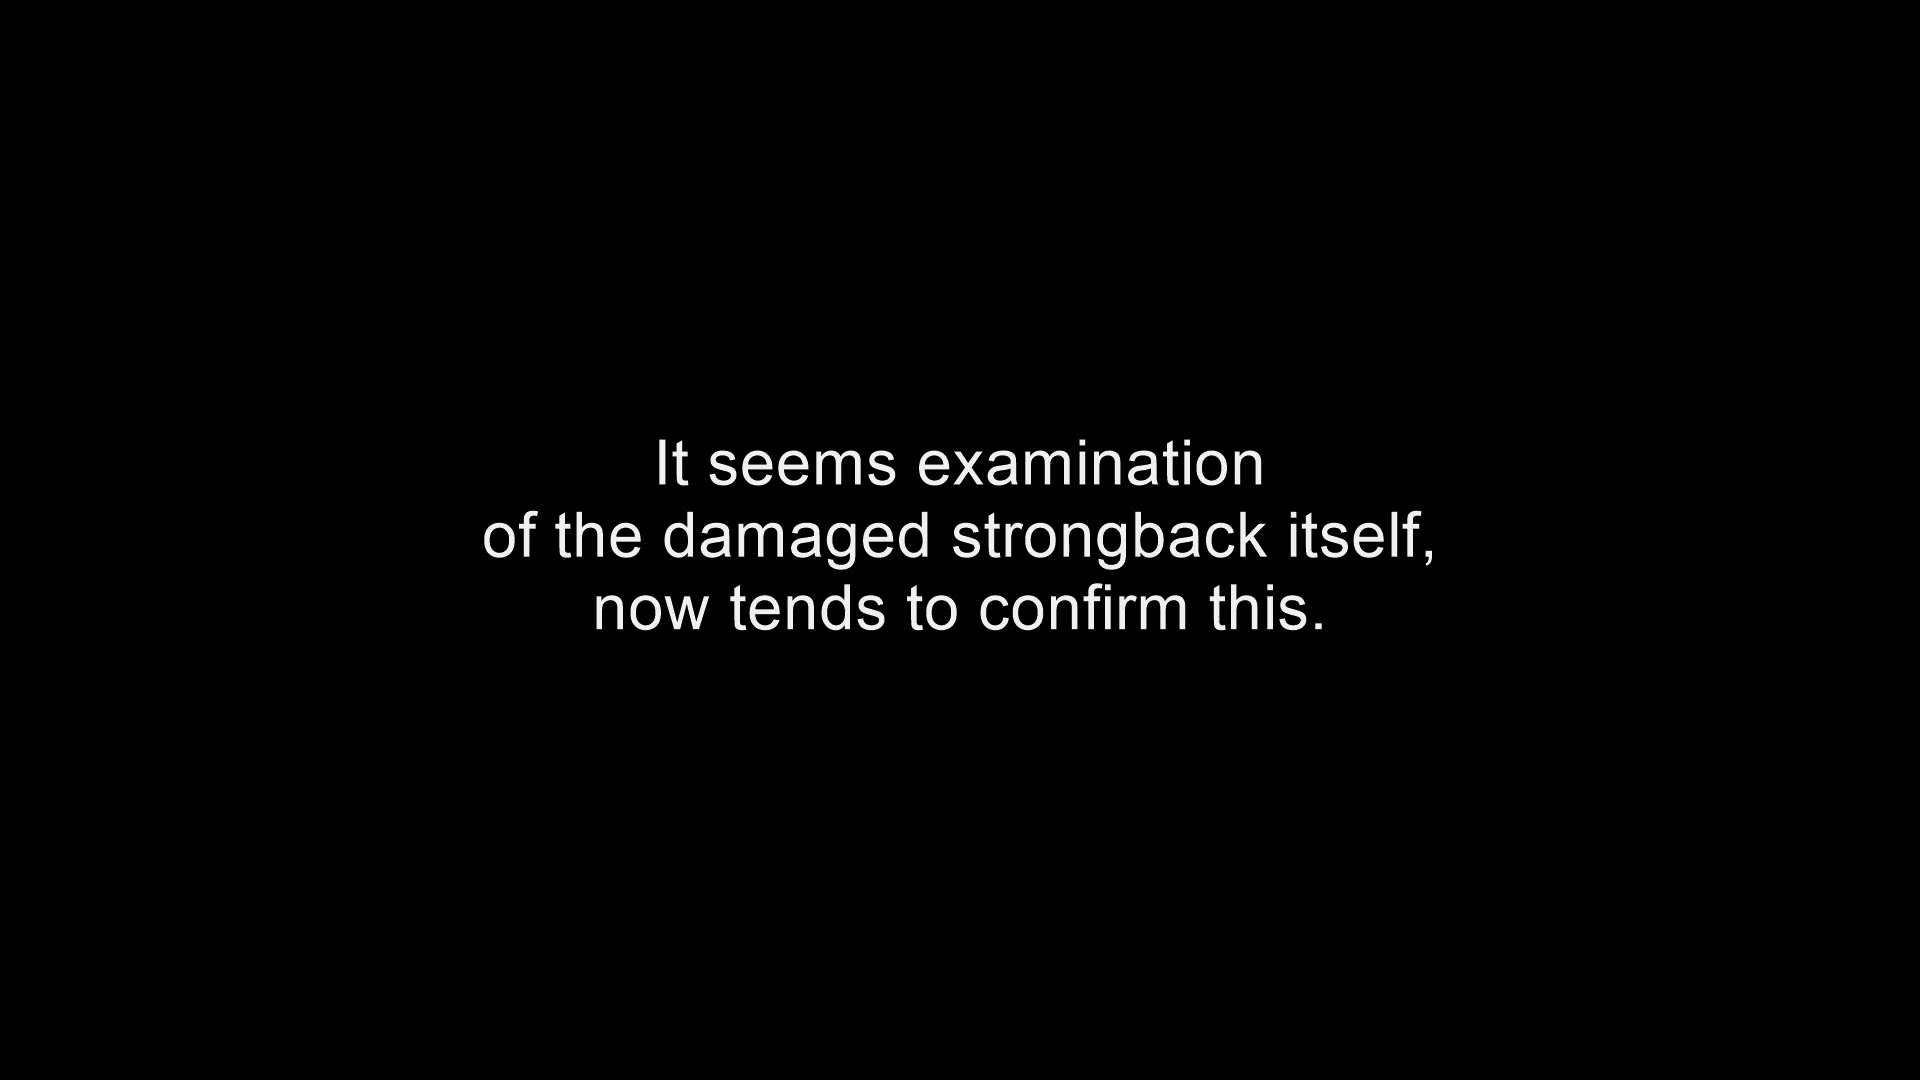 It seems examination
of the damaged strongback itself,
now tends to confirm this.